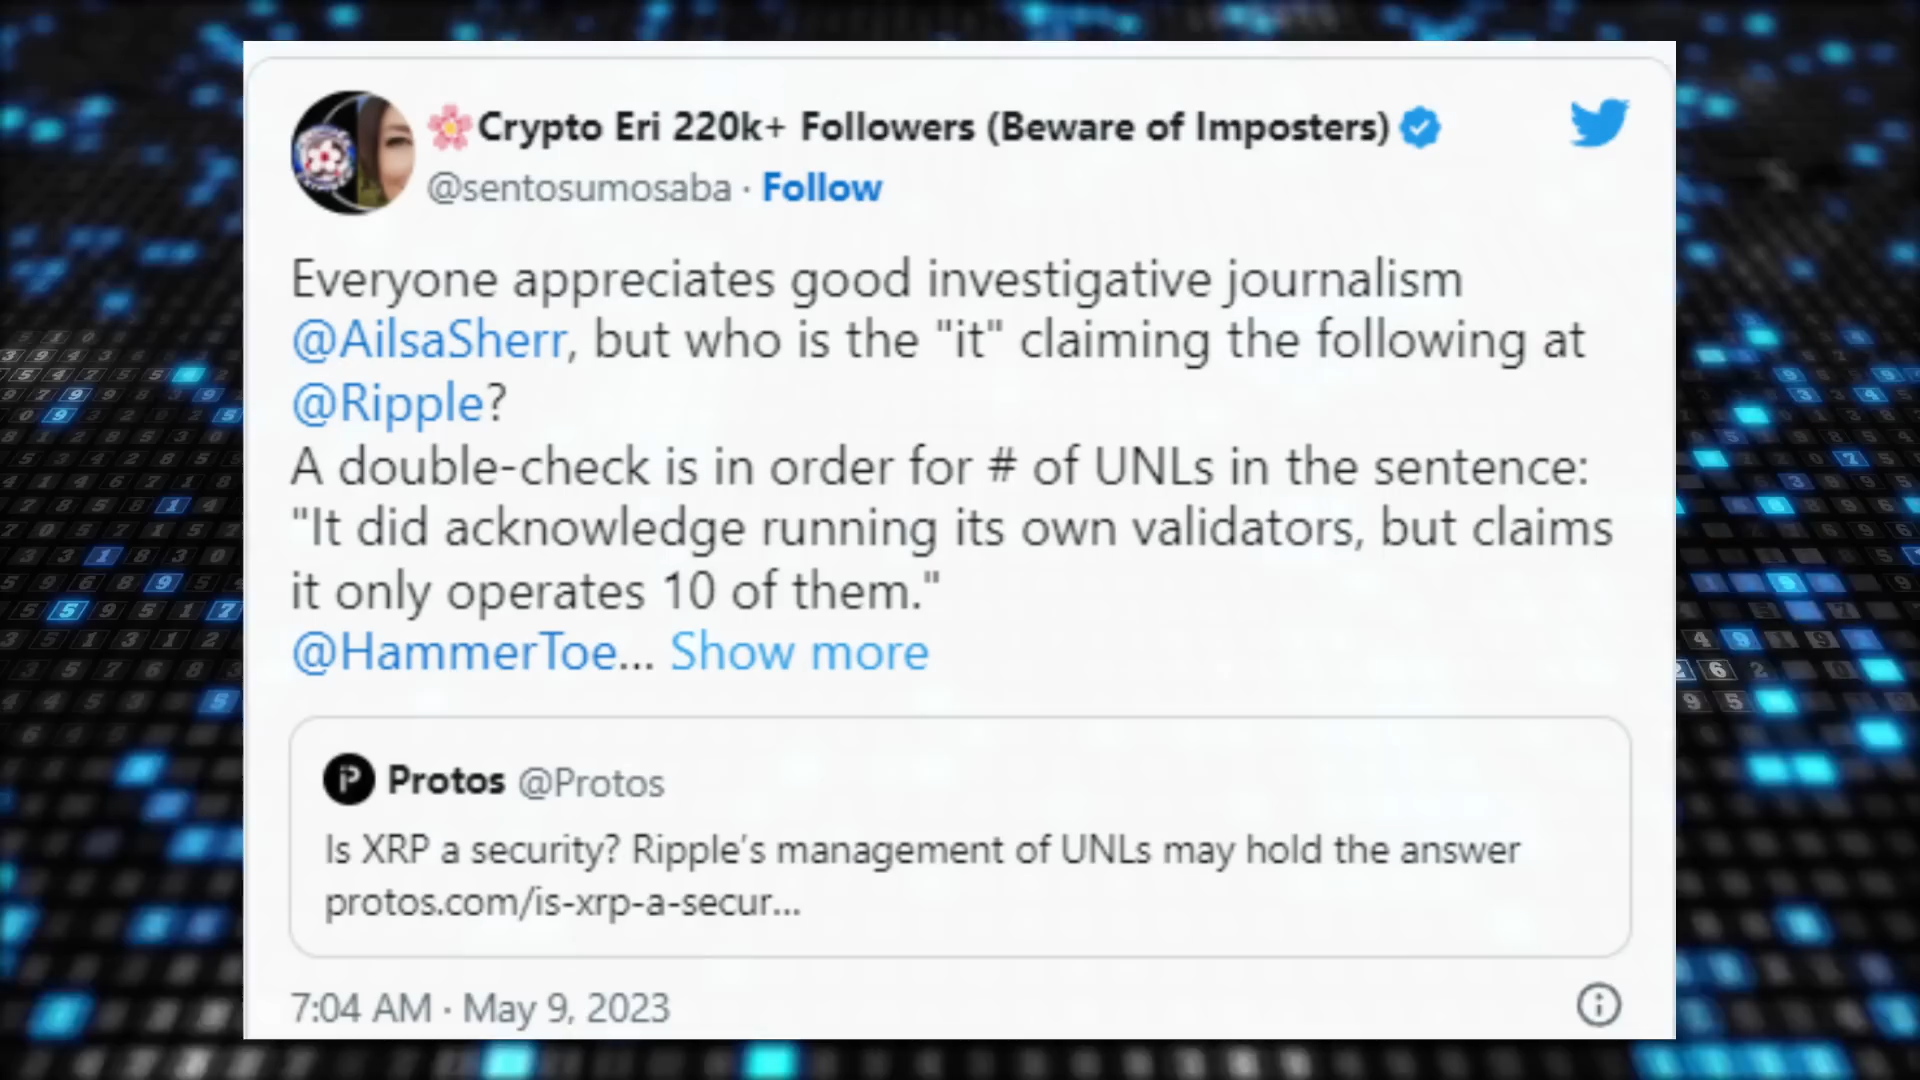 🌸Crypto Eri 220k+ Followers (Beware of Imposters)
@sentosumosaba · Follow
Everyone appreciates good investigative journalism
@AilsaSherr, but who is the "it" claiming the following at
@Ripple?
A double-check is in order for # of UNLs in the sentence:
"It did acknowledge running its own validators, but claims
it only operates 10 of them."
@HammerToe... Show more
Protos @Protos
Is XRP a security? Ripple's management of UNLs may hold the answer
protos.com/is-xrp-a-secur...
7:04 AM · May 9, 2023